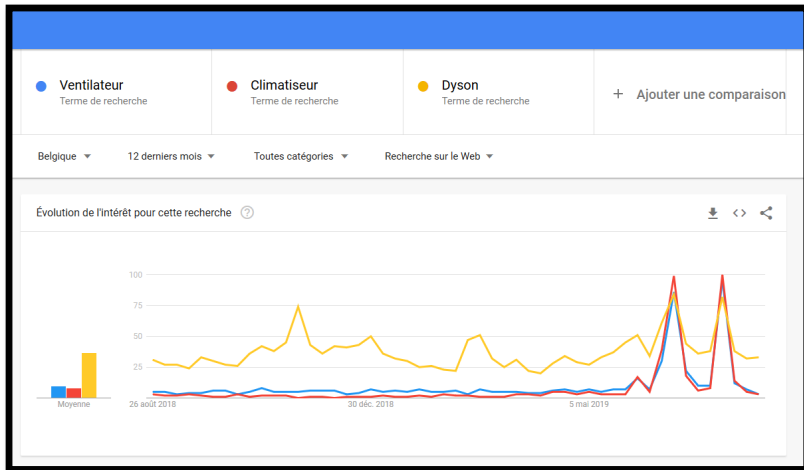 Ventilateur
Terme de recherche
Climatiseur
Terme de recherche
Dyson
Terme de recherche
+ Ajouter une comparaison
Belgique
12 derniers mois
Toutes catégories
Recherche sur le Web
Évolution de l'intérêt pour cette recherche
100
75
50
25
Moyenne
26 août 2018
30 déc. 2018
5 mai 2019